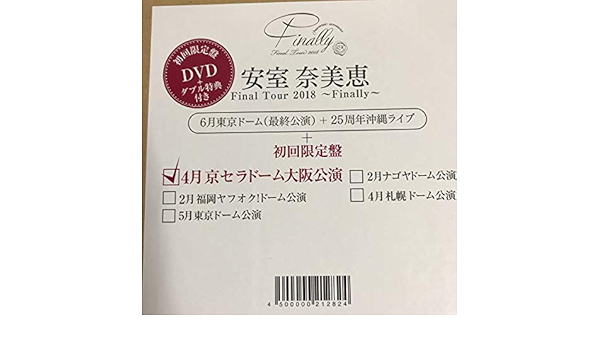 Finally
Final Tour 2018
初回限定盤
DVD
+
ダブル特典
付き
安室 奈美恵
Final Tour 2018 ～Finally～
6月東京ドーム(最終公演)+25周年沖縄ライブ
+
初回限定盤
4月 京セラドーム大阪公演
2月ナゴヤドーム公演
2月福岡ヤフオク!ドーム公演
4月札幌ドーム公演
5月東京ドーム公演
4 500000 212824